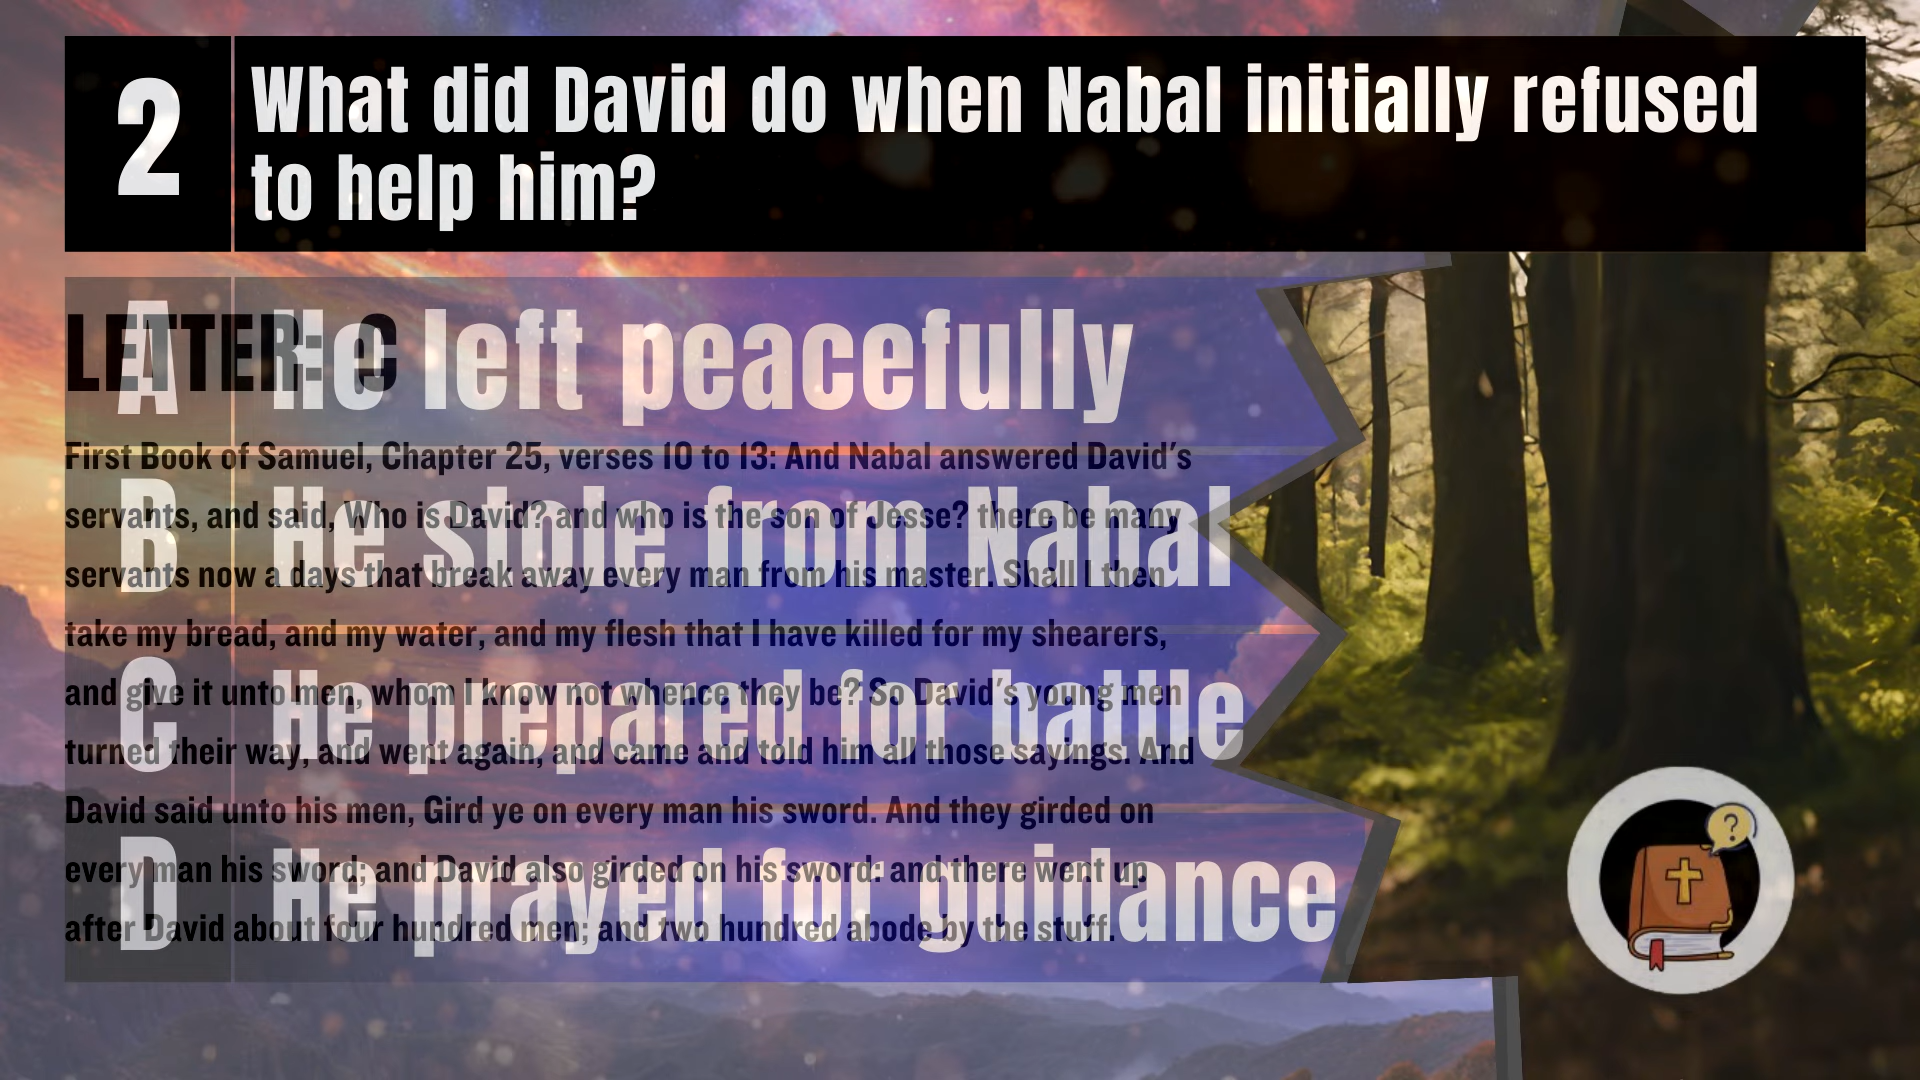 2
What did David do when Nabal initially refused
to help him?
A He left peacefully
LETTER: C
First Book of Samuel, Chapter 25, verses 10 to 13: And Nabal answered David's
B He stole from Nabal
servants, and said, Who is David? and who is the son of Jesse? there be many
servants now a days that break away every man from his master. Shall I then
take my bread, and my water, and my flesh that I have killed for my shearers,
C He prepared for battle
and give it unto men, whom I know not whence they be? So David's young men
turned their way, and went again, and came and told him all those sayings. And
David said unto his men, Gird ye on every man his sword. And they girded on
D He prayed for guidance
every man his sword; and David also girded on his sword: and there went up
after David about four hundred men; and two hundred abode by the stuff.
?